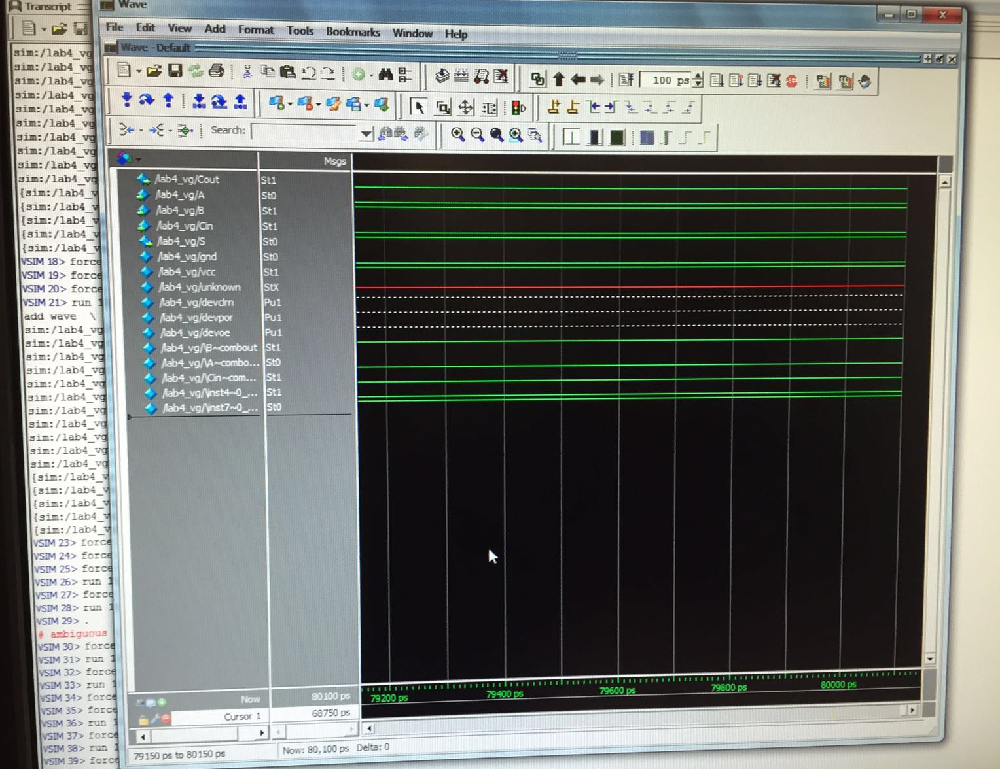 Transcript
Wave
File Edit View Add Format Tools Bookmarks Window Help
Wave - Default
100 ps
Search:
Msgs
/lab4_vg/Cout St1
/lab4_vg/A St0
/lab4_vg/B St1
/lab4_vg/Cin St1
/lab4_vg/S St0
/lab4_vg/gnd St0
/lab4_vg/vcc St1
/lab4_vg/unknown StX
/lab4_vg/devclrn Pu1
/lab4_vg/devpor Pu1
/lab4_vg/devoe Pu1
/lab4_vg/\B~combout St1
/lab4_vg/\A~combo... St0
/lab4_vg/\Cin~com... St1
/lab4_vg/\inst4~0_... St1
/lab4_vg/\inst7~0_... St0
Now 80100 ps
Cursor 1 68750 ps
79200 ps 79400 ps 79600 ps 79800 ps 80000 ps
79150 ps to 80150 ps Now: 80,100 ps Delta: 0
sim:/lab4_vg
sim:/lab4_vg
sim:/lab4_vg
sim:/lab4_vg
sim:/lab4_vg
sim:/lab4_vg
sim:/lab4_vg
sim:/lab4_vg
sim:/lab4_vg
sim:/lab4_vg
{sim:/lab4_v
{sim:/lab4_v
{sim:/lab4_v
{sim:/lab4_v
{sim:/lab4_v
VSIM 18> force
VSIM 19> force
VSIM 20> force
VSIM 21> run 1
add wave \
sim:/lab4_vg
sim:/lab4_vg
sim:/lab4_vg
sim:/lab4_vg
sim:/lab4_vg
sim:/lab4_vg
sim:/lab4_vg
sim:/lab4_vg
sim:/lab4_vg
sim:/lab4_vg
sim:/lab4_vg
{sim:/lab4_v
{sim:/lab4_v
{sim:/lab4_v
{sim:/lab4_v
{sim:/lab4_v
VSIM 23> force
VSIM 24> force
VSIM 25> force
VSIM 26> run 1
VSIM 27> force
VSIM 28> run 1
VSIM 29> .
# ambiguous
VSIM 30> force
VSIM 31> run 1
VSIM 32> force
VSIM 33> run 1
VSIM 34> force
VSIM 35> force
VSIM 36> run 1
VSIM 37> force
VSIM 38> run 1
VSIM 39> force